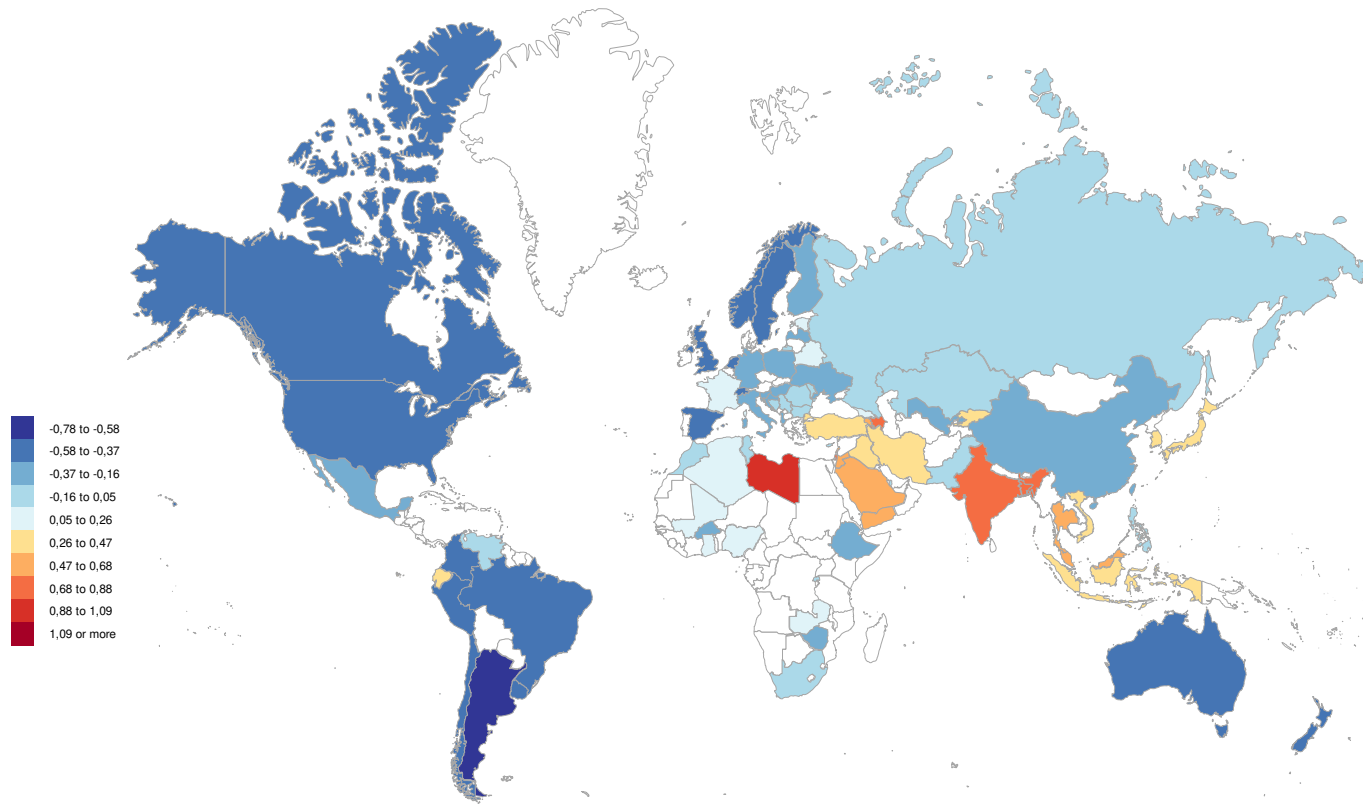 -0,78 to -0,58
-0,58 to -0,37
-0,37 to -0,16
-0,16 to 0,05
0,05 to 0,26
0,26 to 0,47
0,47 to 0,68
0,68 to 0,88
0,88 to 1,09
1,09 or more